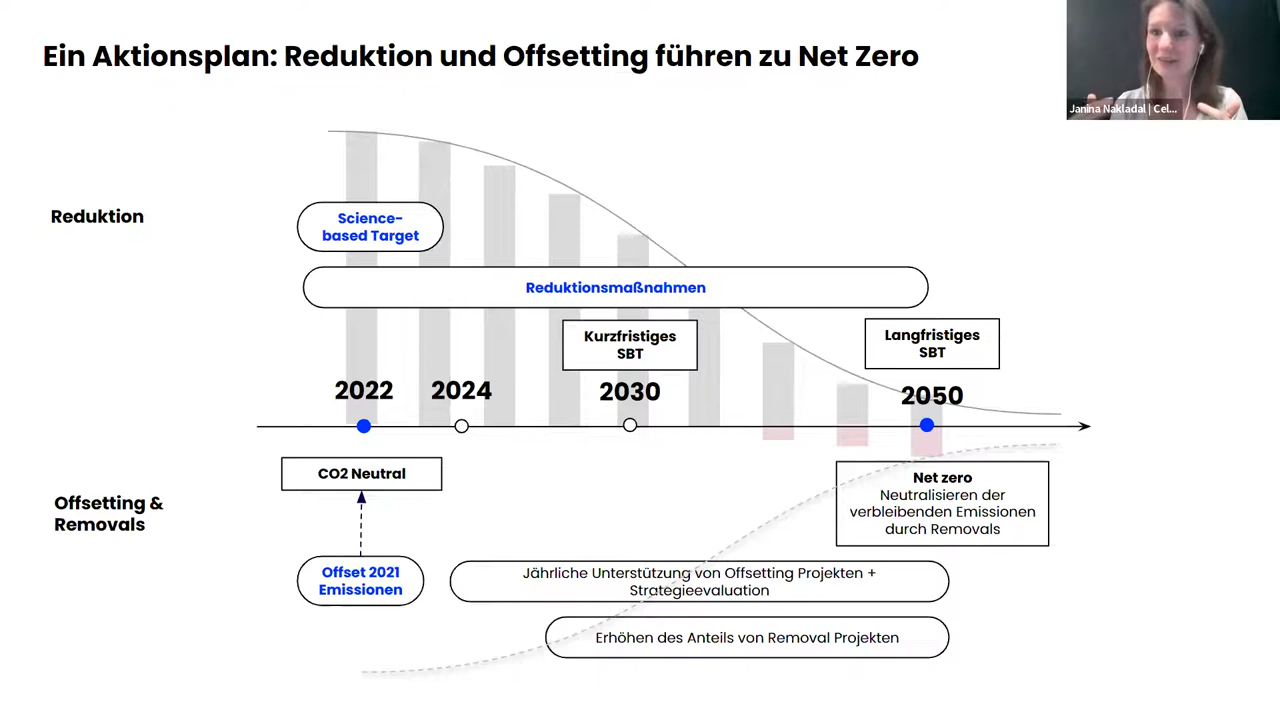 Ein Aktionsplan: Reduktion und Offsetting führen zu Net Zero
Janina Nakladal | Cel...
Reduktion
Science-
based Target
Reduktionsmaßnahmen
Kurzfristiges
SBT
Langfristiges
SBT
2022
2024
2030
2050
CO2 Neutral
Net zero
Neutralisieren der
verbleibenden Emissionen
durch Removals
Offsetting &
Removals
Offset 2021
Emissionen
Jährliche Unterstützung von Offsetting Projekten +
Strategieevaluation
Erhöhen des Anteils von Removal Projekten